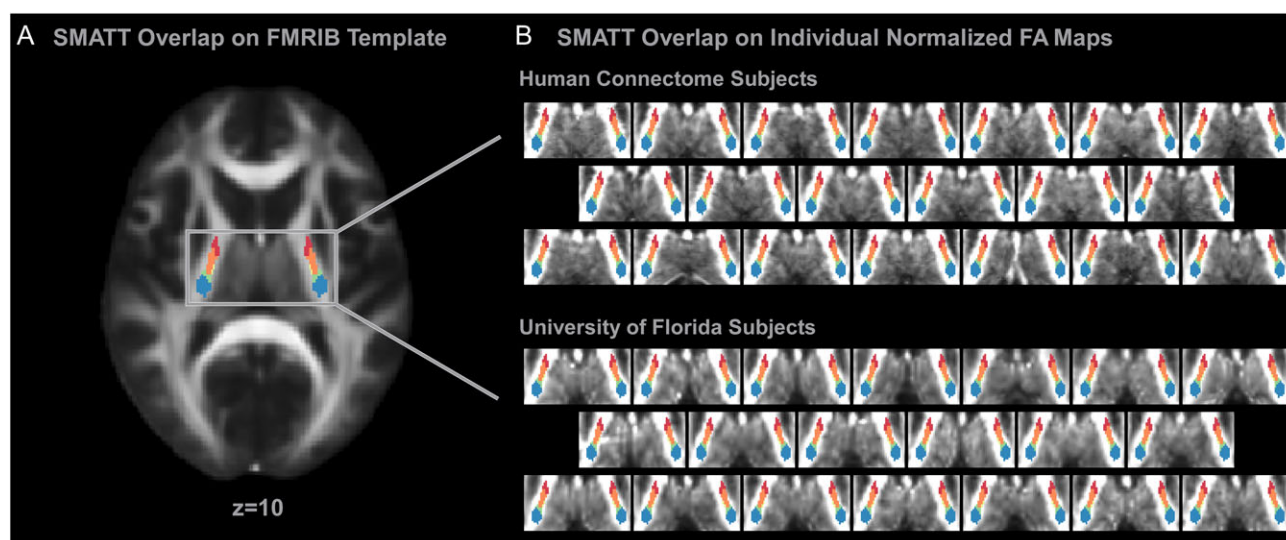 A SMATT Overlap on FMRIB Template
B SMATT Overlap on Individual Normalized FA Maps
Human Connectome Subjects
University of Florida Subjects
z=10